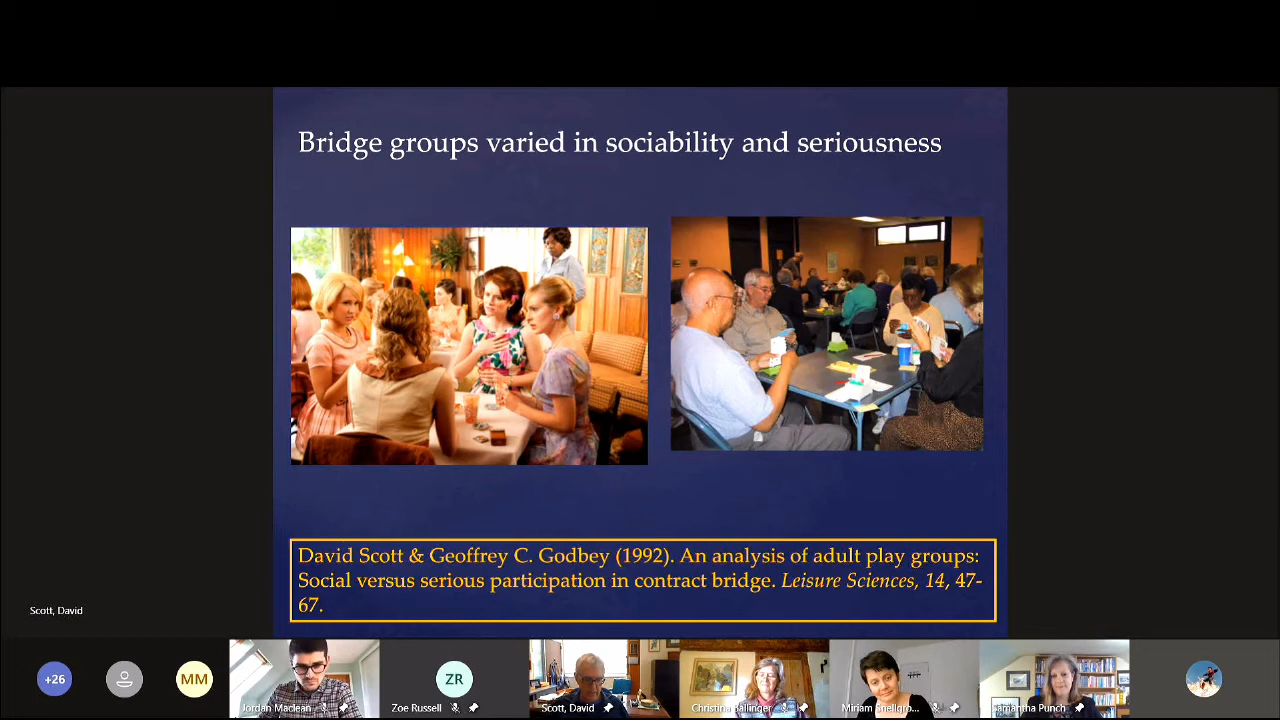 Bridge groups varied in sociability and seriousness
David Scott & Geoffrey C. Godbey (1992). An analysis of adult play groups:
Social versus serious participation in contract bridge. Leisure Sciences, 14, 47-
67.
Scott, David
+26
MM
Jordan Maclean
ZR
Zoe Russell
Scott, David
Christina Ballinger
Miriam Snellgro...
Samantha Punch